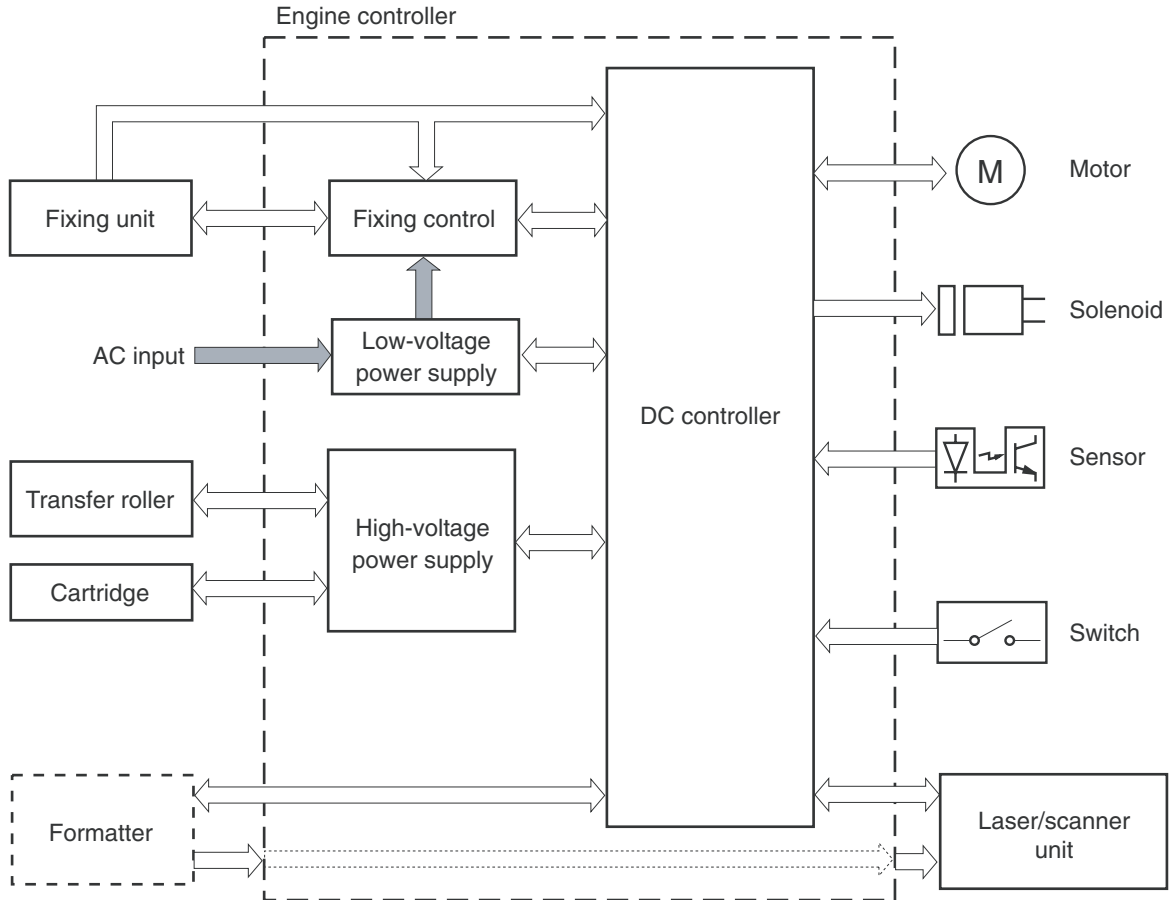 Engine controller
Fixing unit
Fixing control
M
Motor
Solenoid
AC input
Low-voltage
power supply
DC controller
Sensor
Transfer roller
High-voltage
power supply
Cartridge
Switch
Formatter
Laser/scanner
unit